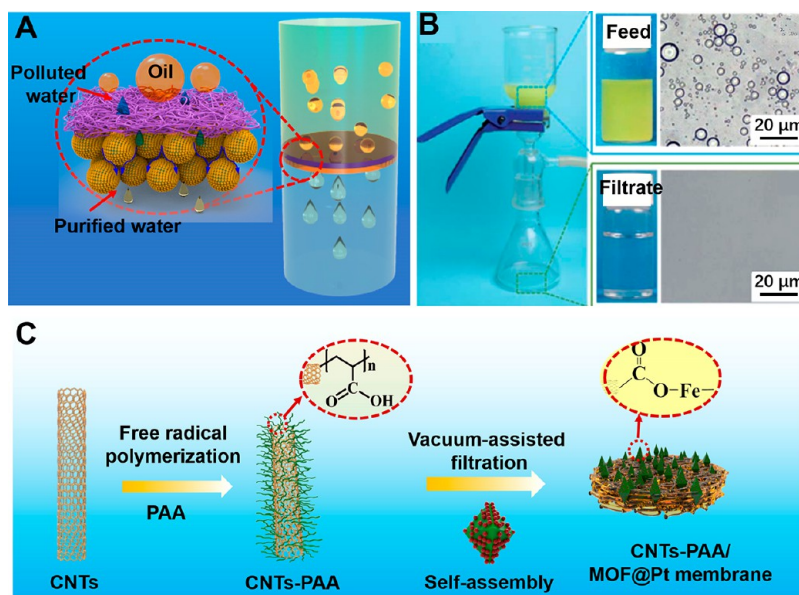 A
Oil
Polluted
water
Purified water
B
Feed
20 μm
Filtrate
20 μm
C
n
O
OH
Free radical
polymerization
PAA
Vacuum-assisted
filtration
O
O-Fe
CNTs
CNTs-PAA
Self-assembly
CNTs-PAA/
MOF@Pt membrane